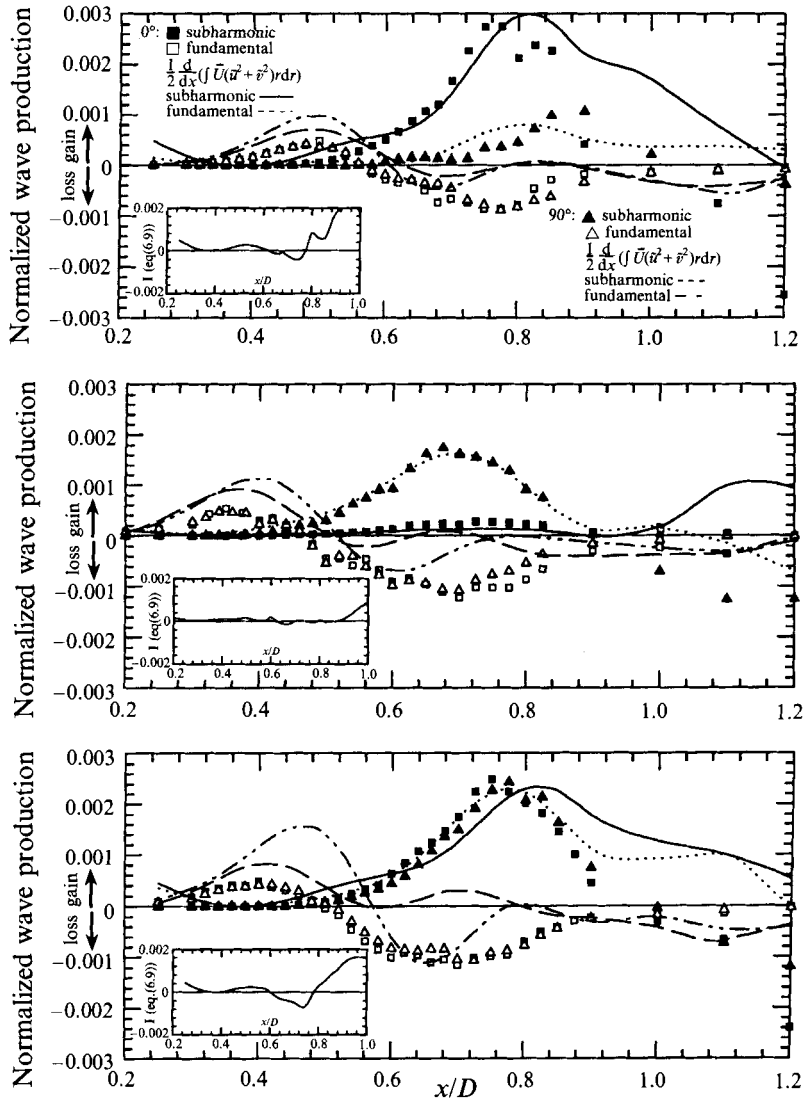 Normalized wave production
loss gain
0.003
0.002
0.001
0
−0.001
−0.002
−0.003
0°: ■ subharmonic
□ fundamental
1/2 d/dx (∫ Ū(ũ² + ṽ²)rdr)
subharmonic
fundamental
90°: ▲ subharmonic
△ fundamental
1/2 d/dx (∫ Ū(ũ² + ṽ²)rdr)
subharmonic
fundamental
I (eq(6.9))
0.002
0
−0.002
x/D
0.2 0.4 0.6 0.8 1.0
0.2 0.4 0.6 0.8 1.0 1.2
Normalized wave production
loss gain
0.003
0.002
0.001
0
−0.001
−0.002
−0.003
I (eq(6.9))
0.002
0
−0.002
x/D
0.2 0.4 0.6 0.8 1.0
0.2 0.4 0.6 0.8 1.0 1.2
Normalized wave production
loss gain
0.003
0.002
0.001
0
−0.001
−0.002
−0.003
I (eq.(6.9))
0.002
0
−0.002
x/D
0.2 0.4 0.6 0.8 1.0
0.2 0.4 0.6 0.8 1.0 1.2
x/D